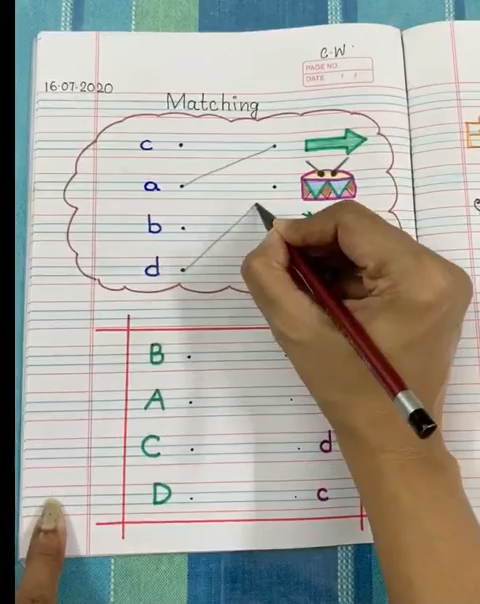 C·W·
PAGE NO.
DATE / /
16·07·2020
Matching
c
a
b
d
B
A
C d
D c